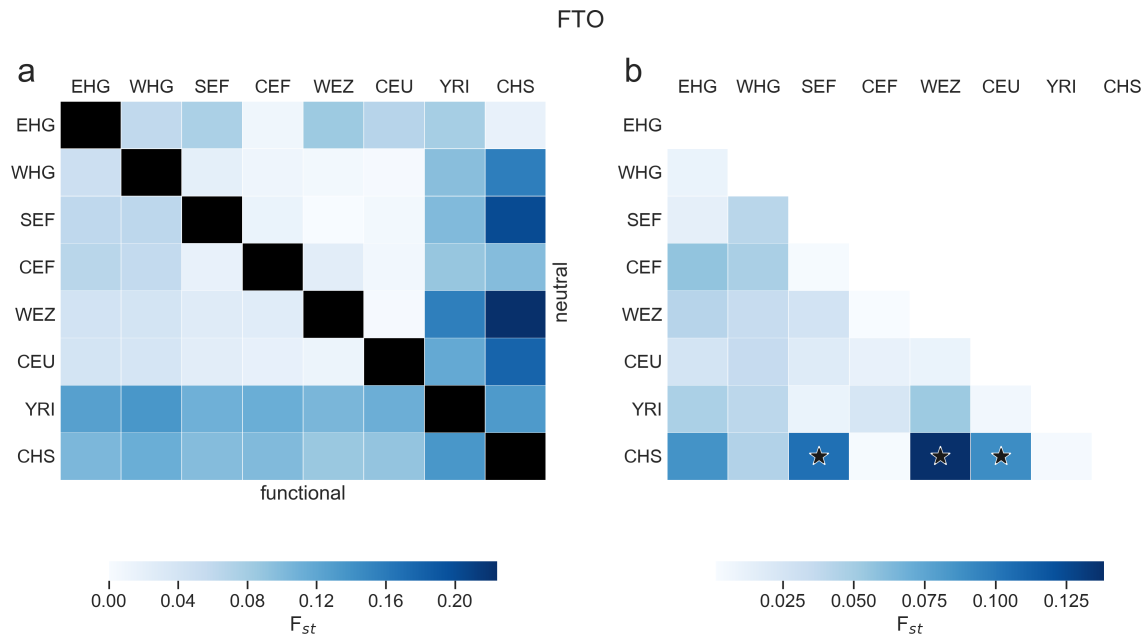 FTO
a
EHG WHG SEF CEF WEZ CEU YRI CHS
EHG
WHG
SEF
CEF
WEZ
CEU
YRI
CHS
functional
neutral
0.00 0.04 0.08 0.12 0.16 0.20
Fst
b
EHG WHG SEF CEF WEZ CEU YRI CHS
EHG
WHG
SEF
CEF
WEZ
CEU
YRI
CHS
0.025 0.050 0.075 0.100 0.125
Fst